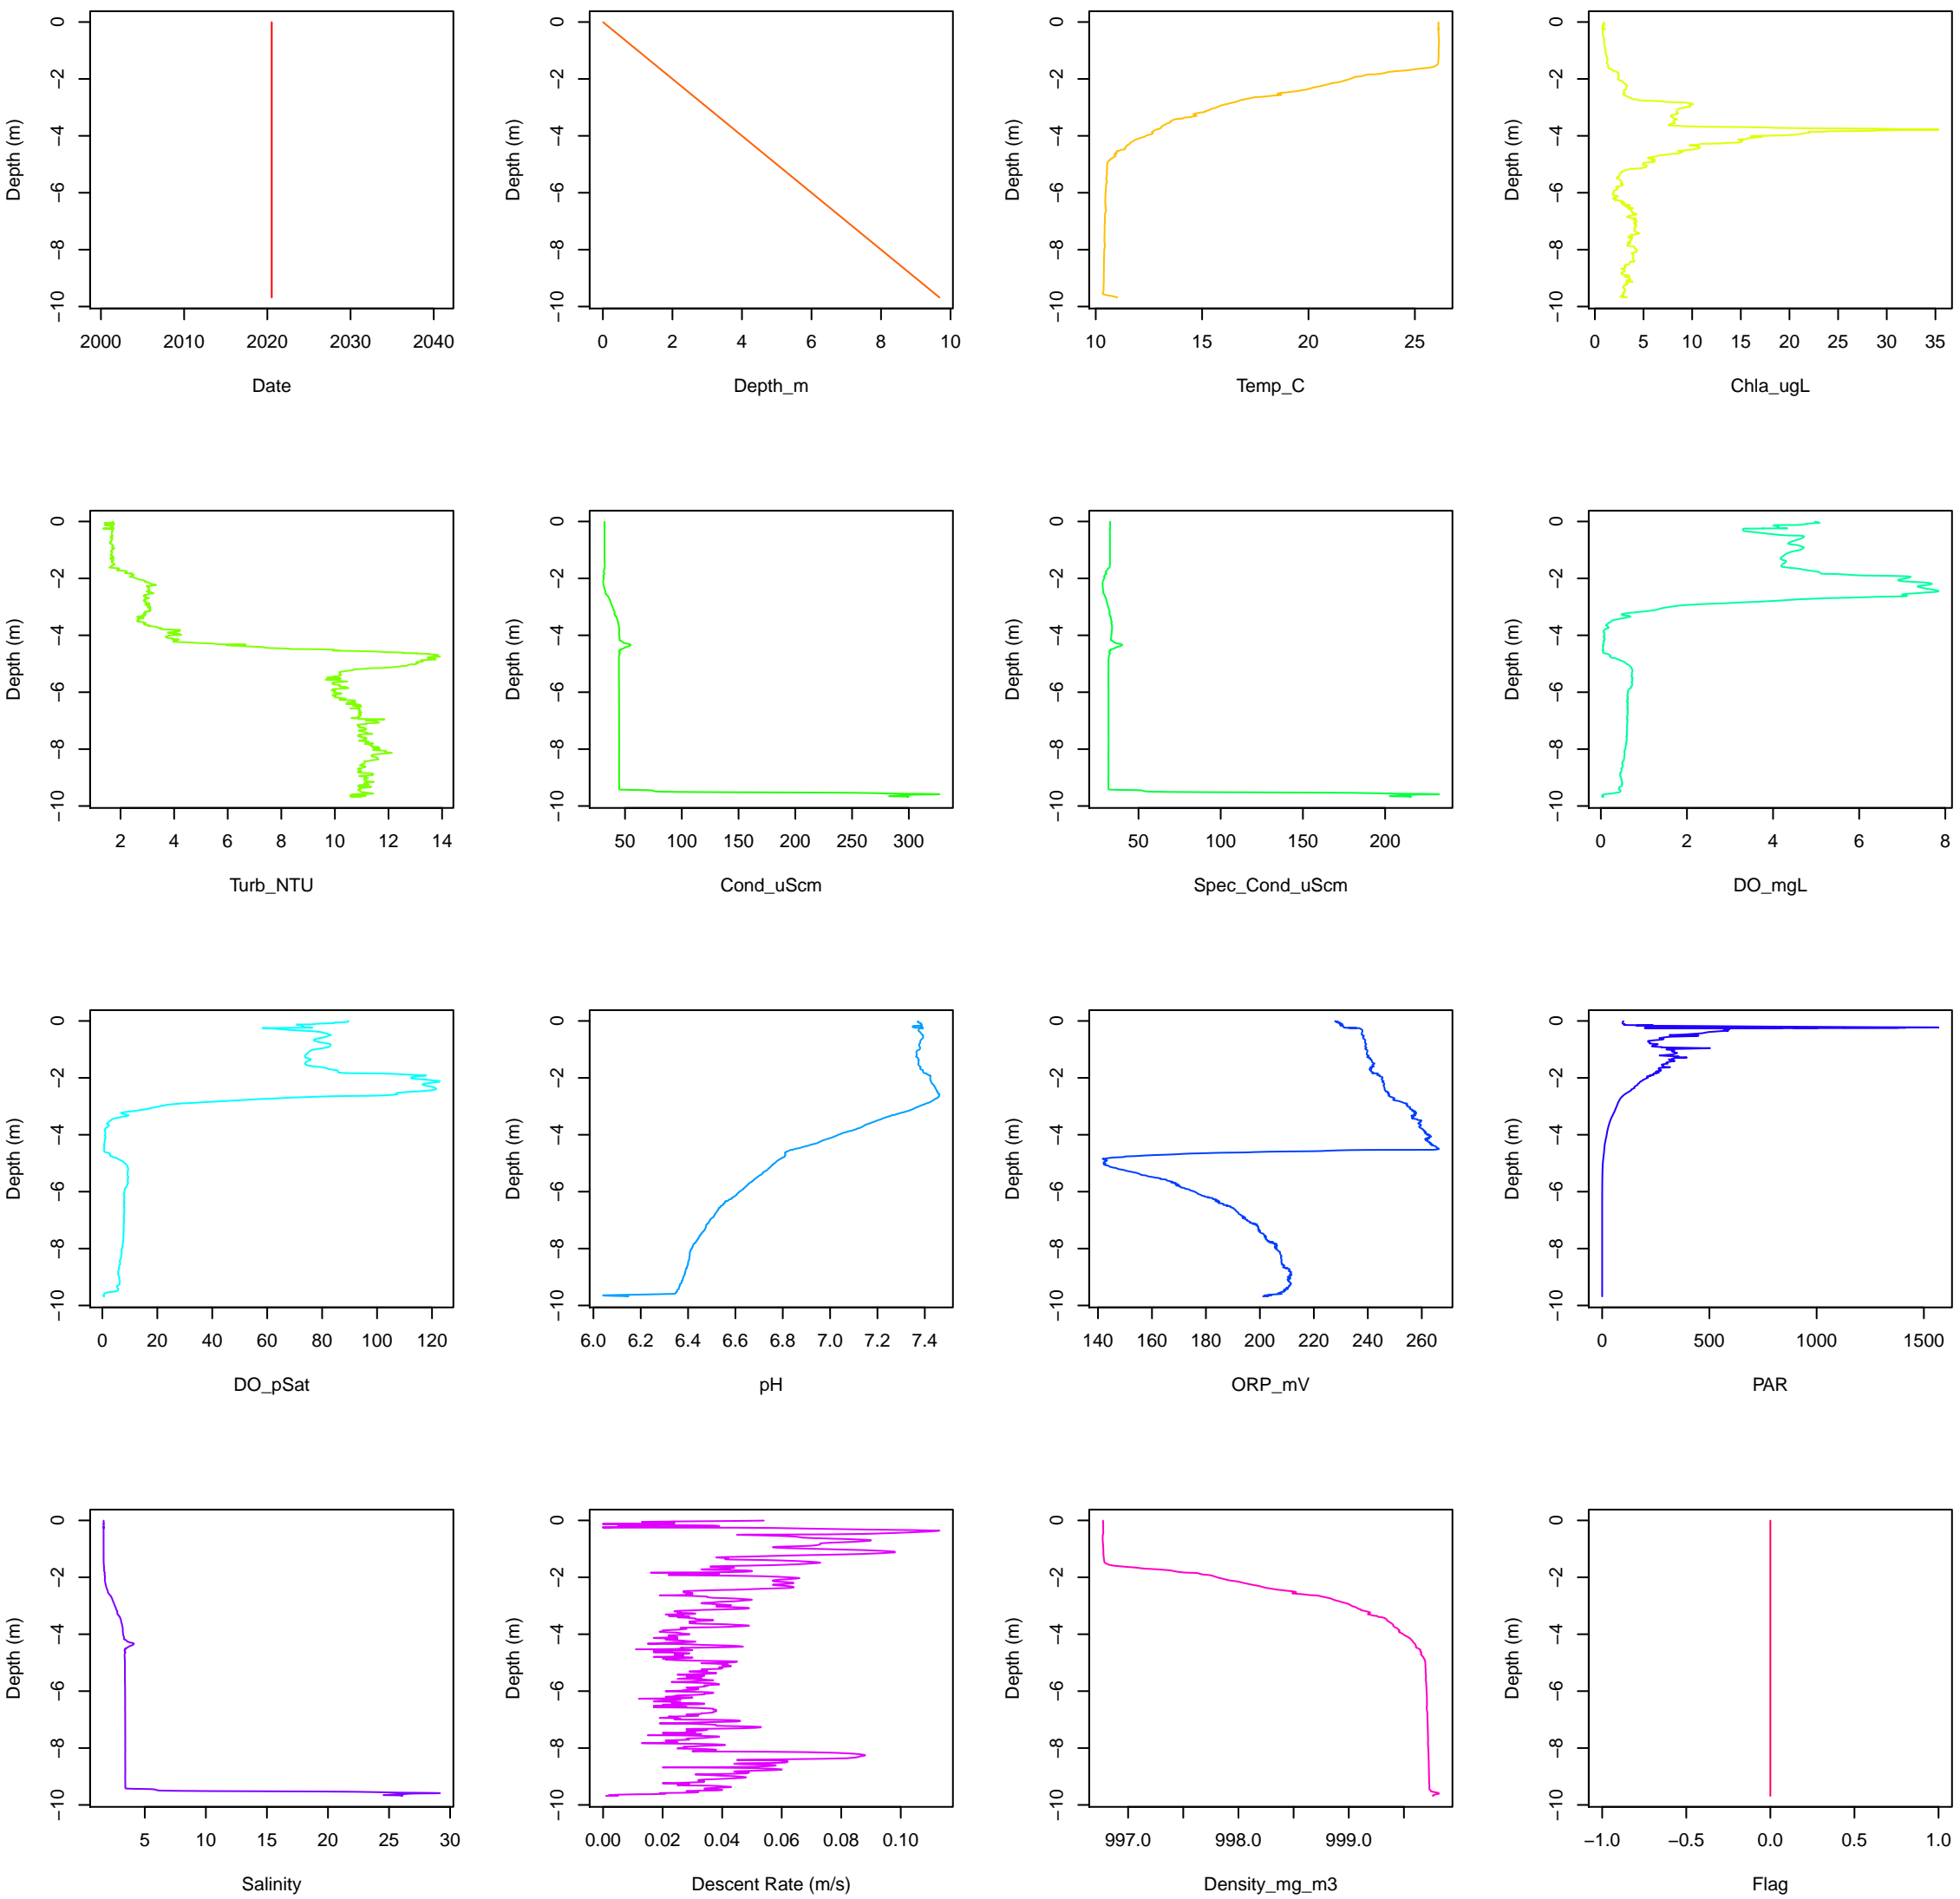 Depth (m)
0
−2
−4
−6
−8
−10
2000 2010 2020 2030 2040
Date
Depth (m)
0
−2
−4
−6
−8
−10
0 2 4 6 8 10
Depth_m
Depth (m)
0
−2
−4
−6
−8
−10
10 15 20 25
Temp_C
Depth (m)
0
−2
−4
−6
−8
−10
0 5 10 15 20 25 30 35
Chla_ugL
Depth (m)
0
−2
−4
−6
−8
−10
2 4 6 8 10 12 14
Turb_NTU
Depth (m)
0
−2
−4
−6
−8
−10
50 100 150 200 250 300
Cond_uScm
Depth (m)
0
−2
−4
−6
−8
−10
50 100 150 200
Spec_Cond_uScm
Depth (m)
0
−2
−4
−6
−8
−10
0 2 4 6 8
DO_mgL
Depth (m)
0
−2
−4
−6
−8
−10
0 20 40 60 80 100 120
DO_pSat
Depth (m)
0
−2
−4
−6
−8
−10
6.0 6.2 6.4 6.6 6.8 7.0 7.2 7.4
pH
Depth (m)
0
−2
−4
−6
−8
−10
140 160 180 200 220 240 260
ORP_mV
Depth (m)
0
−2
−4
−6
−8
−10
0 500 1000 1500
PAR
Depth (m)
0
−2
−4
−6
−8
−10
5 10 15 20 25 30
Salinity
Depth (m)
0
−2
−4
−6
−8
−10
0.00 0.02 0.04 0.06 0.08 0.10
Descent Rate (m/s)
Depth (m)
0
−2
−4
−6
−8
−10
997.0 998.0 999.0
Density_mg_m3
Depth (m)
0
−2
−4
−6
−8
−10
−1.0 −0.5 0.0 0.5 1.0
Flag